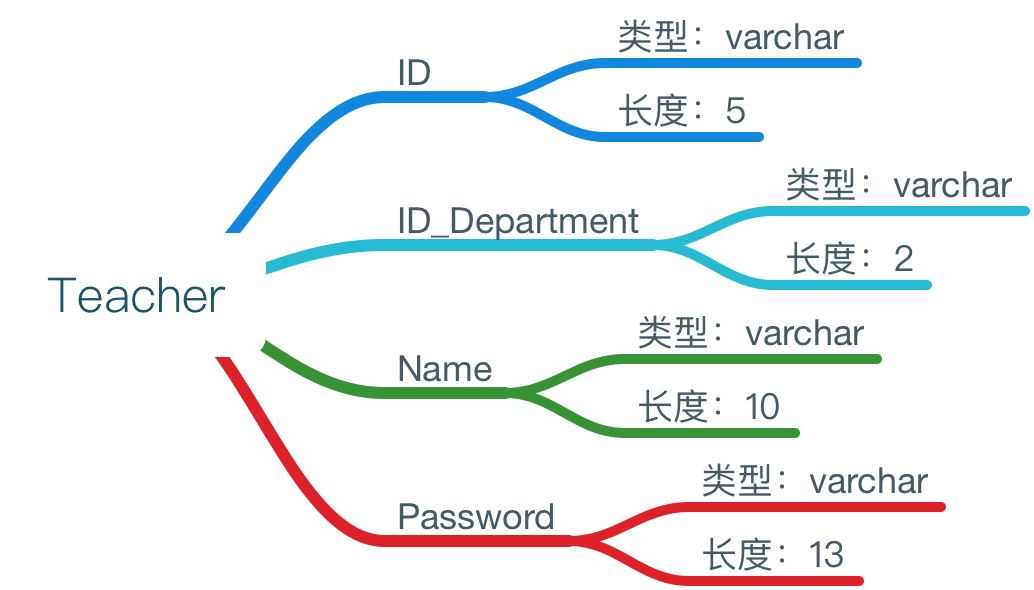 Teacher
ID
类型：varchar
长度：5
ID_Department
类型：varchar
长度：2
Name
类型：varchar
长度：10
Password
类型：varchar
长度：13